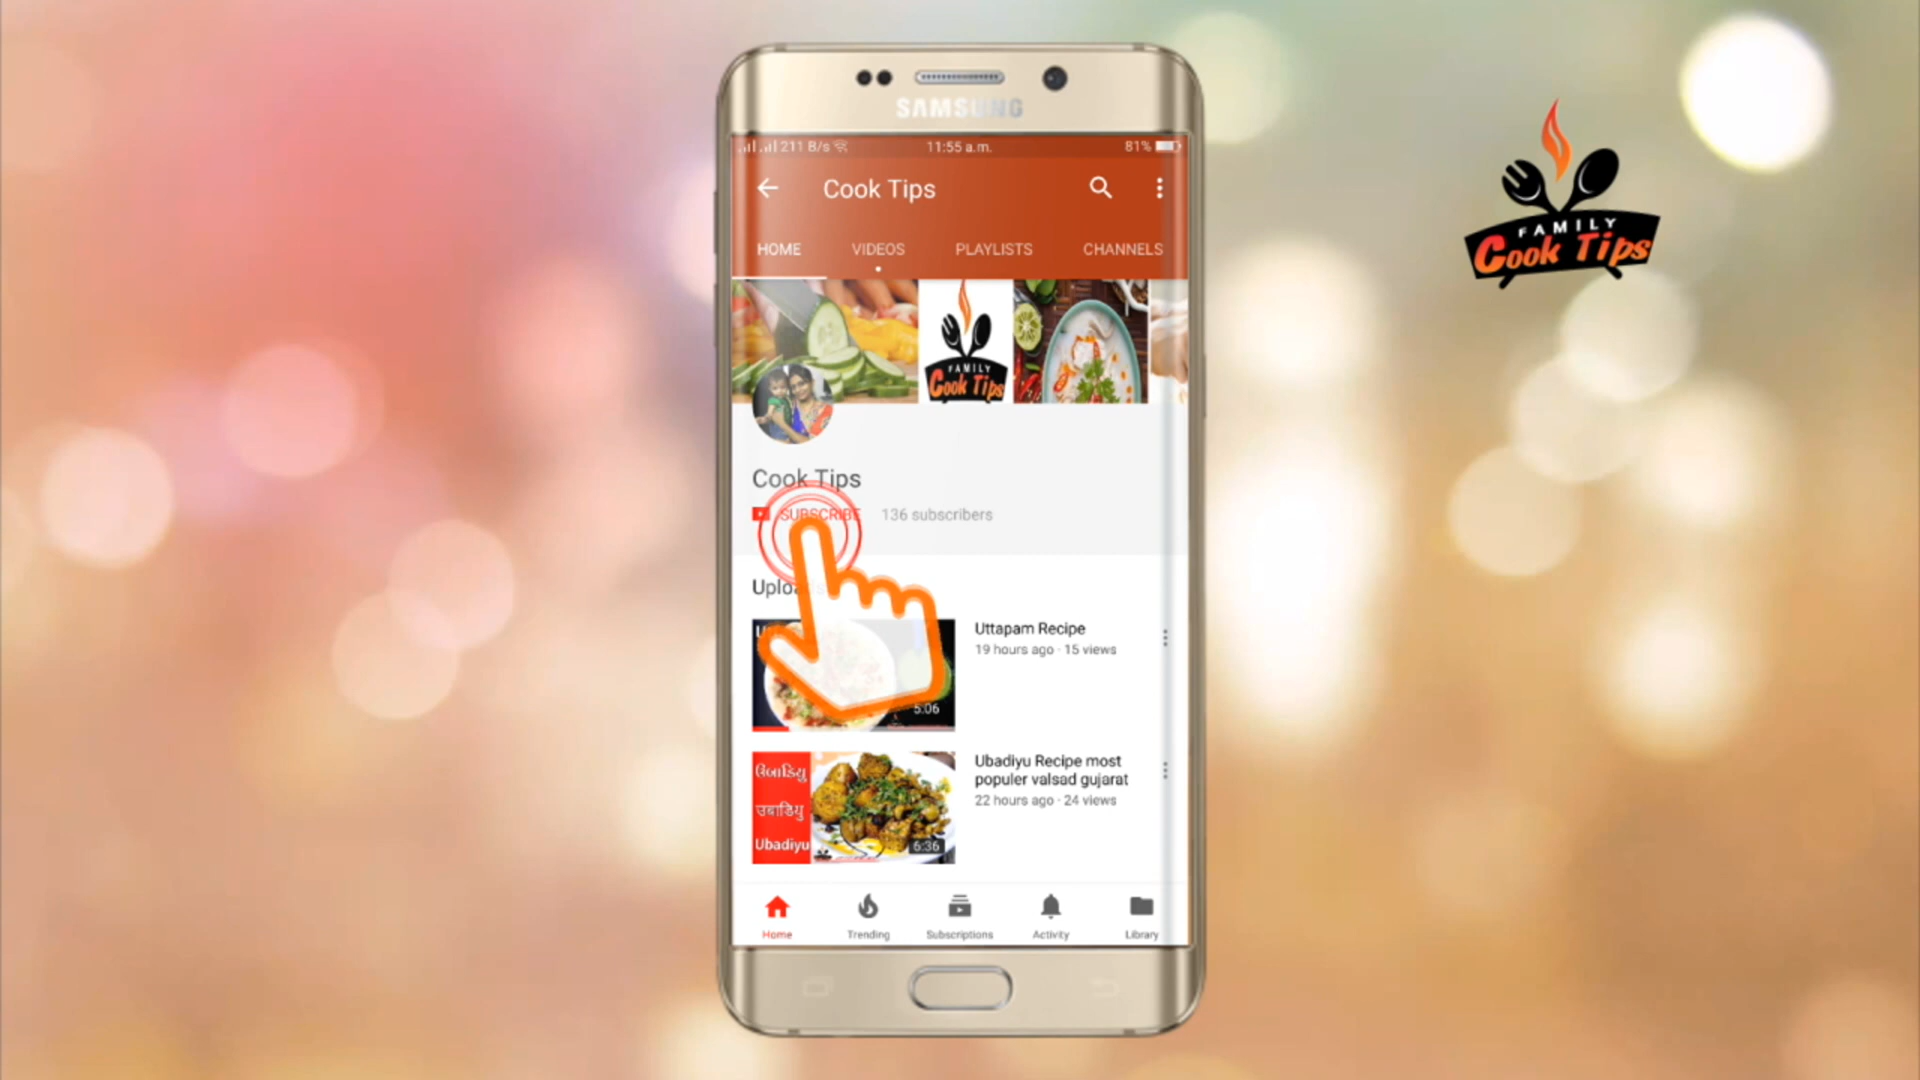 SAMSUNG
211 B/s
11:55 a.m.
81%
Cook Tips
HOME
VIDEOS
PLAYLISTS
CHANNELS
FAMILY
Cook Tips
Cook Tips
SUBSCRIBE
136 subscribers
Uploads
5:06
Uttapam Recipe
19 hours ago · 15 views
ઉબાડિયુ
उबाडियु
Ubadiyu
6:36
Ubadiyu Recipe most
populer valsad gujarat
22 hours ago · 24 views
Home
Trending
Subscriptions
Activity
Library
FAMILY
Cook Tips